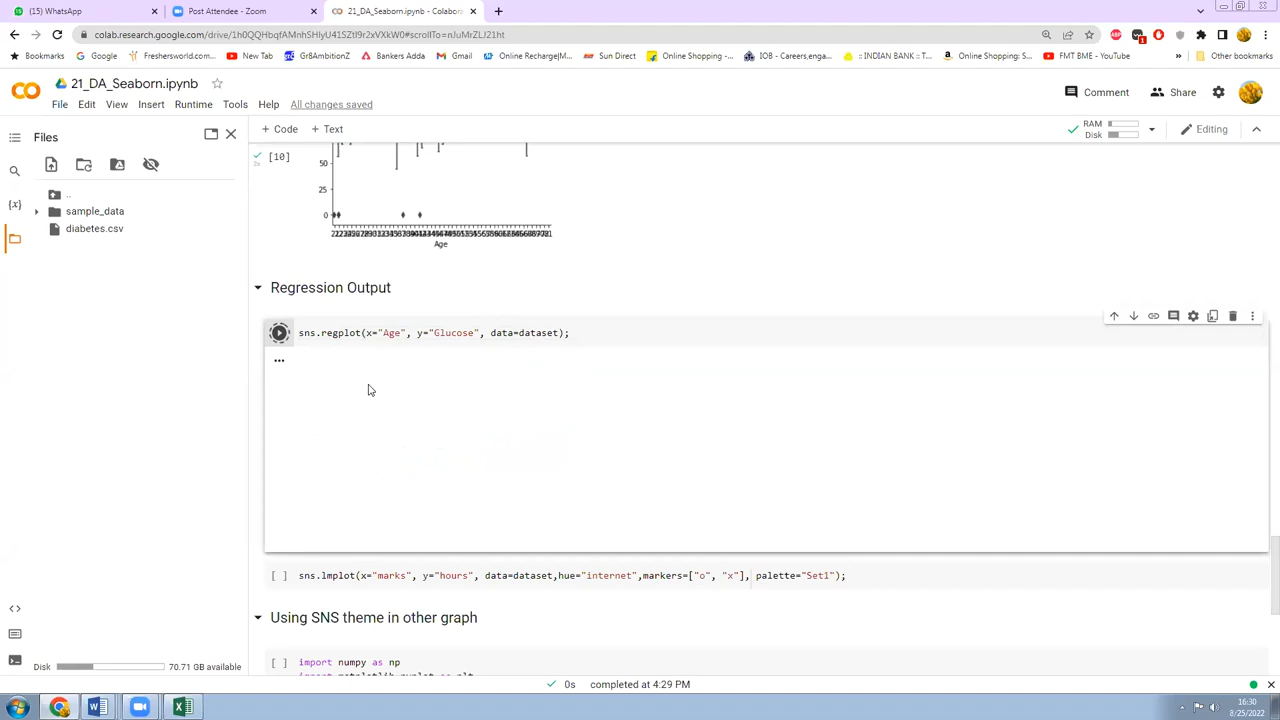 (15) WhatsApp
Post Attendee - Zoom
21_DA_Seaborn.ipynb - Colabora
colab.research.google.com/drive/1h0QQHbqfAMnhSHlyU41SZtl9r2xVXkW0#scrollTo=nJuMrZLJ21ht
Bookmarks
Google
Freshersworld.com
New Tab
Gr8AmbitionZ
Bankers Adda
Gmail
Online Recharge|M...
Sun Direct
Online Shopping -...
IOB - Careers,enga...
:: INDIAN BANK ::
Online Shopping: S...
FMT BME - YouTube
Other bookmarks
21_DA_Seaborn.ipynb
File Edit View Insert Runtime Tools Help All changes saved
Comment
Share
Files
+ Code + Text
RAM
Disk
Editing
..
sample_data
diabetes.csv
[10]
2s
50
25
0
Age
Regression Output
sns.regplot(x="Age", y="Glucose", data=dataset);
...
[ ] sns.lmplot(x="marks", y="hours", data=dataset,hue="internet",markers=["o", "x"], palette="Set1");
Using SNS theme in other graph
[ ] import numpy as np
Disk
70.71 GB available
0s completed at 4:29 PM
16:30
8/25/2022